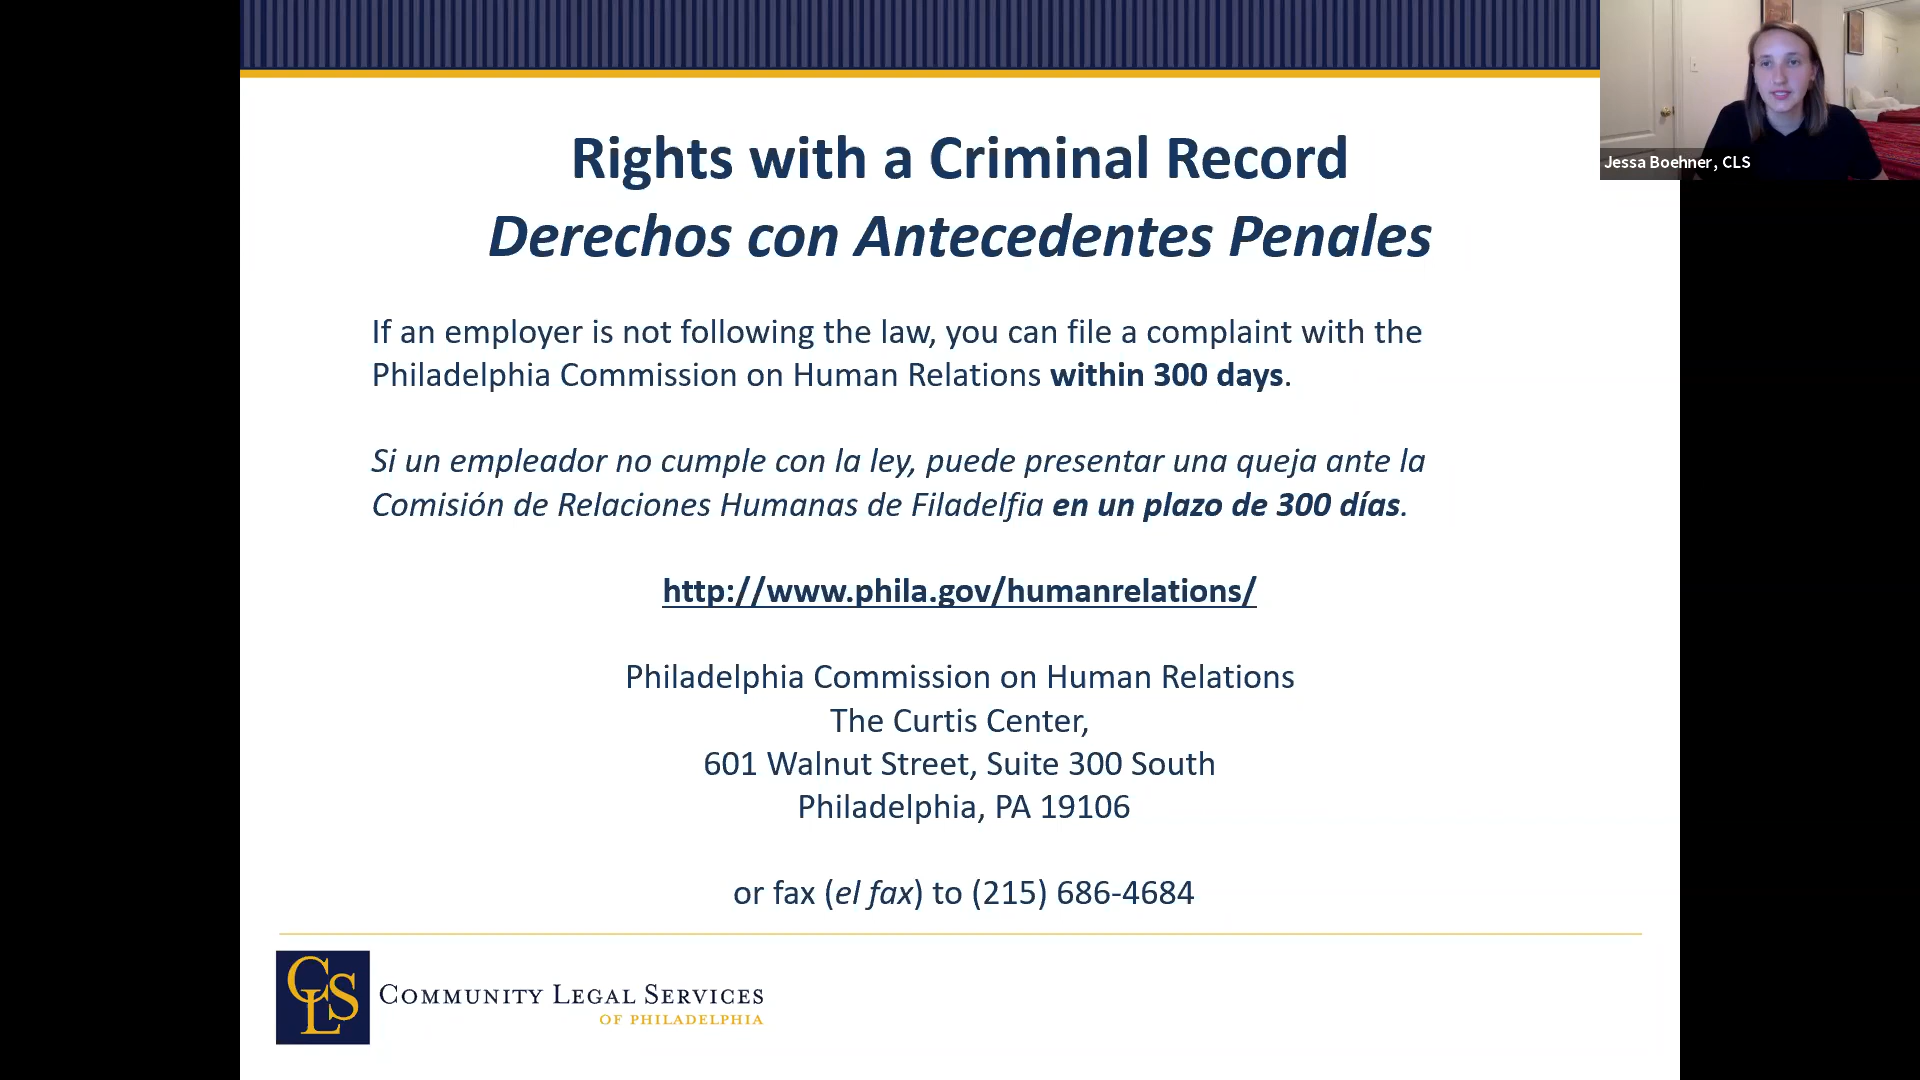 Rights with a Criminal Record
Derechos con Antecedentes Penales
If an employer is not following the law, you can file a complaint with the
Philadelphia Commission on Human Relations within 300 days.
Si un empleador no cumple con la ley, puede presentar una queja ante la
Comisión de Relaciones Humanas de Filadelfia en un plazo de 300 días.
http://www.phila.gov/humanrelations/
Philadelphia Commission on Human Relations
The Curtis Center,
601 Walnut Street, Suite 300 South
Philadelphia, PA 19106
or fax (el fax) to (215) 686-4684
CLS
COMMUNITY LEGAL SERVICES
OF PHILADELPHIA
Jessa Boehner, CLS